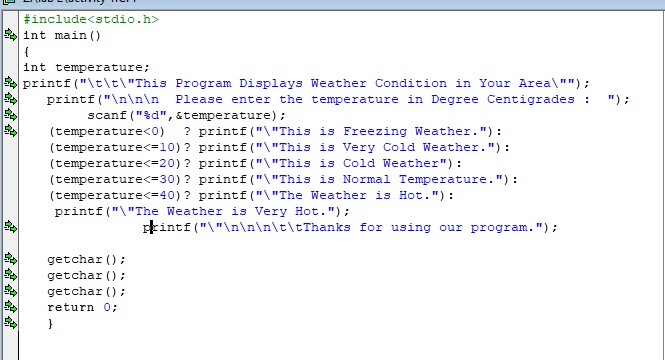 #include<stdio.h>
int main()
{
int temperature;
printf("\t\t\"This Program Displays Weather Condition in Your Area\"");
printf("\n\n\n  Please enter the temperature in Degree Centigrades :  ");
scanf("%d",&temperature);
(temperature<0)  ? printf("\"This is Freezing Weather."):
(temperature<=10)? printf("\"This is Very Cold Weather."):
(temperature<=20)? printf("\"This is Cold Weather"):
(temperature<=30)? printf("\"This is Normal Temperature."):
(temperature<=40)? printf("\"The Weather is Hot."):
printf("\"The Weather is Very Hot.");
printf("\"\n\n\n\t\tThanks for using our program.");
getchar();
getchar();
getchar();
return 0;
}